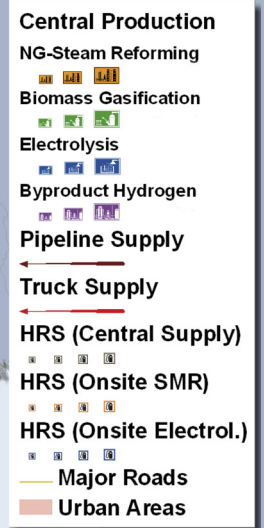 Central Production
NG-Steam Reforming
Biomass Gasification
Electrolysis
Byproduct Hydrogen
Pipeline Supply
Truck Supply
HRS (Central Supply)
HRS (Onsite SMR)
HRS (Onsite Electrol.)
Major Roads
Urban Areas